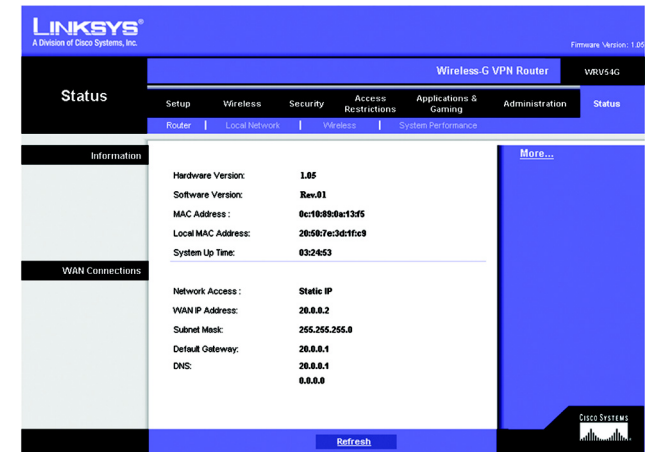 LINKSYS®
A Division of Cisco Systems, Inc.
Firmware Version: 1.05
Wireless-G VPN Router WRV54G
Status
Setup Wireless Security Access Restrictions Applications & Gaming Administration Status
Router | Local Network | Wireless | System Performance
Information
More...
Hardware Version: 1.05
Software Version: Rev.01
MAC Address : 0c:10:89:0a:13:f5
Local MAC Address: 20:50:7e:3d:1f:c9
System Up Time: 03:24:53
WAN Connections
Network Access : Static IP
WAN IP Address: 20.0.0.2
Subnet Mask: 255.255.255.0
Default Gateway: 20.0.0.1
DNS: 20.0.0.1
0.0.0.0
CISCO SYSTEMS
Refresh